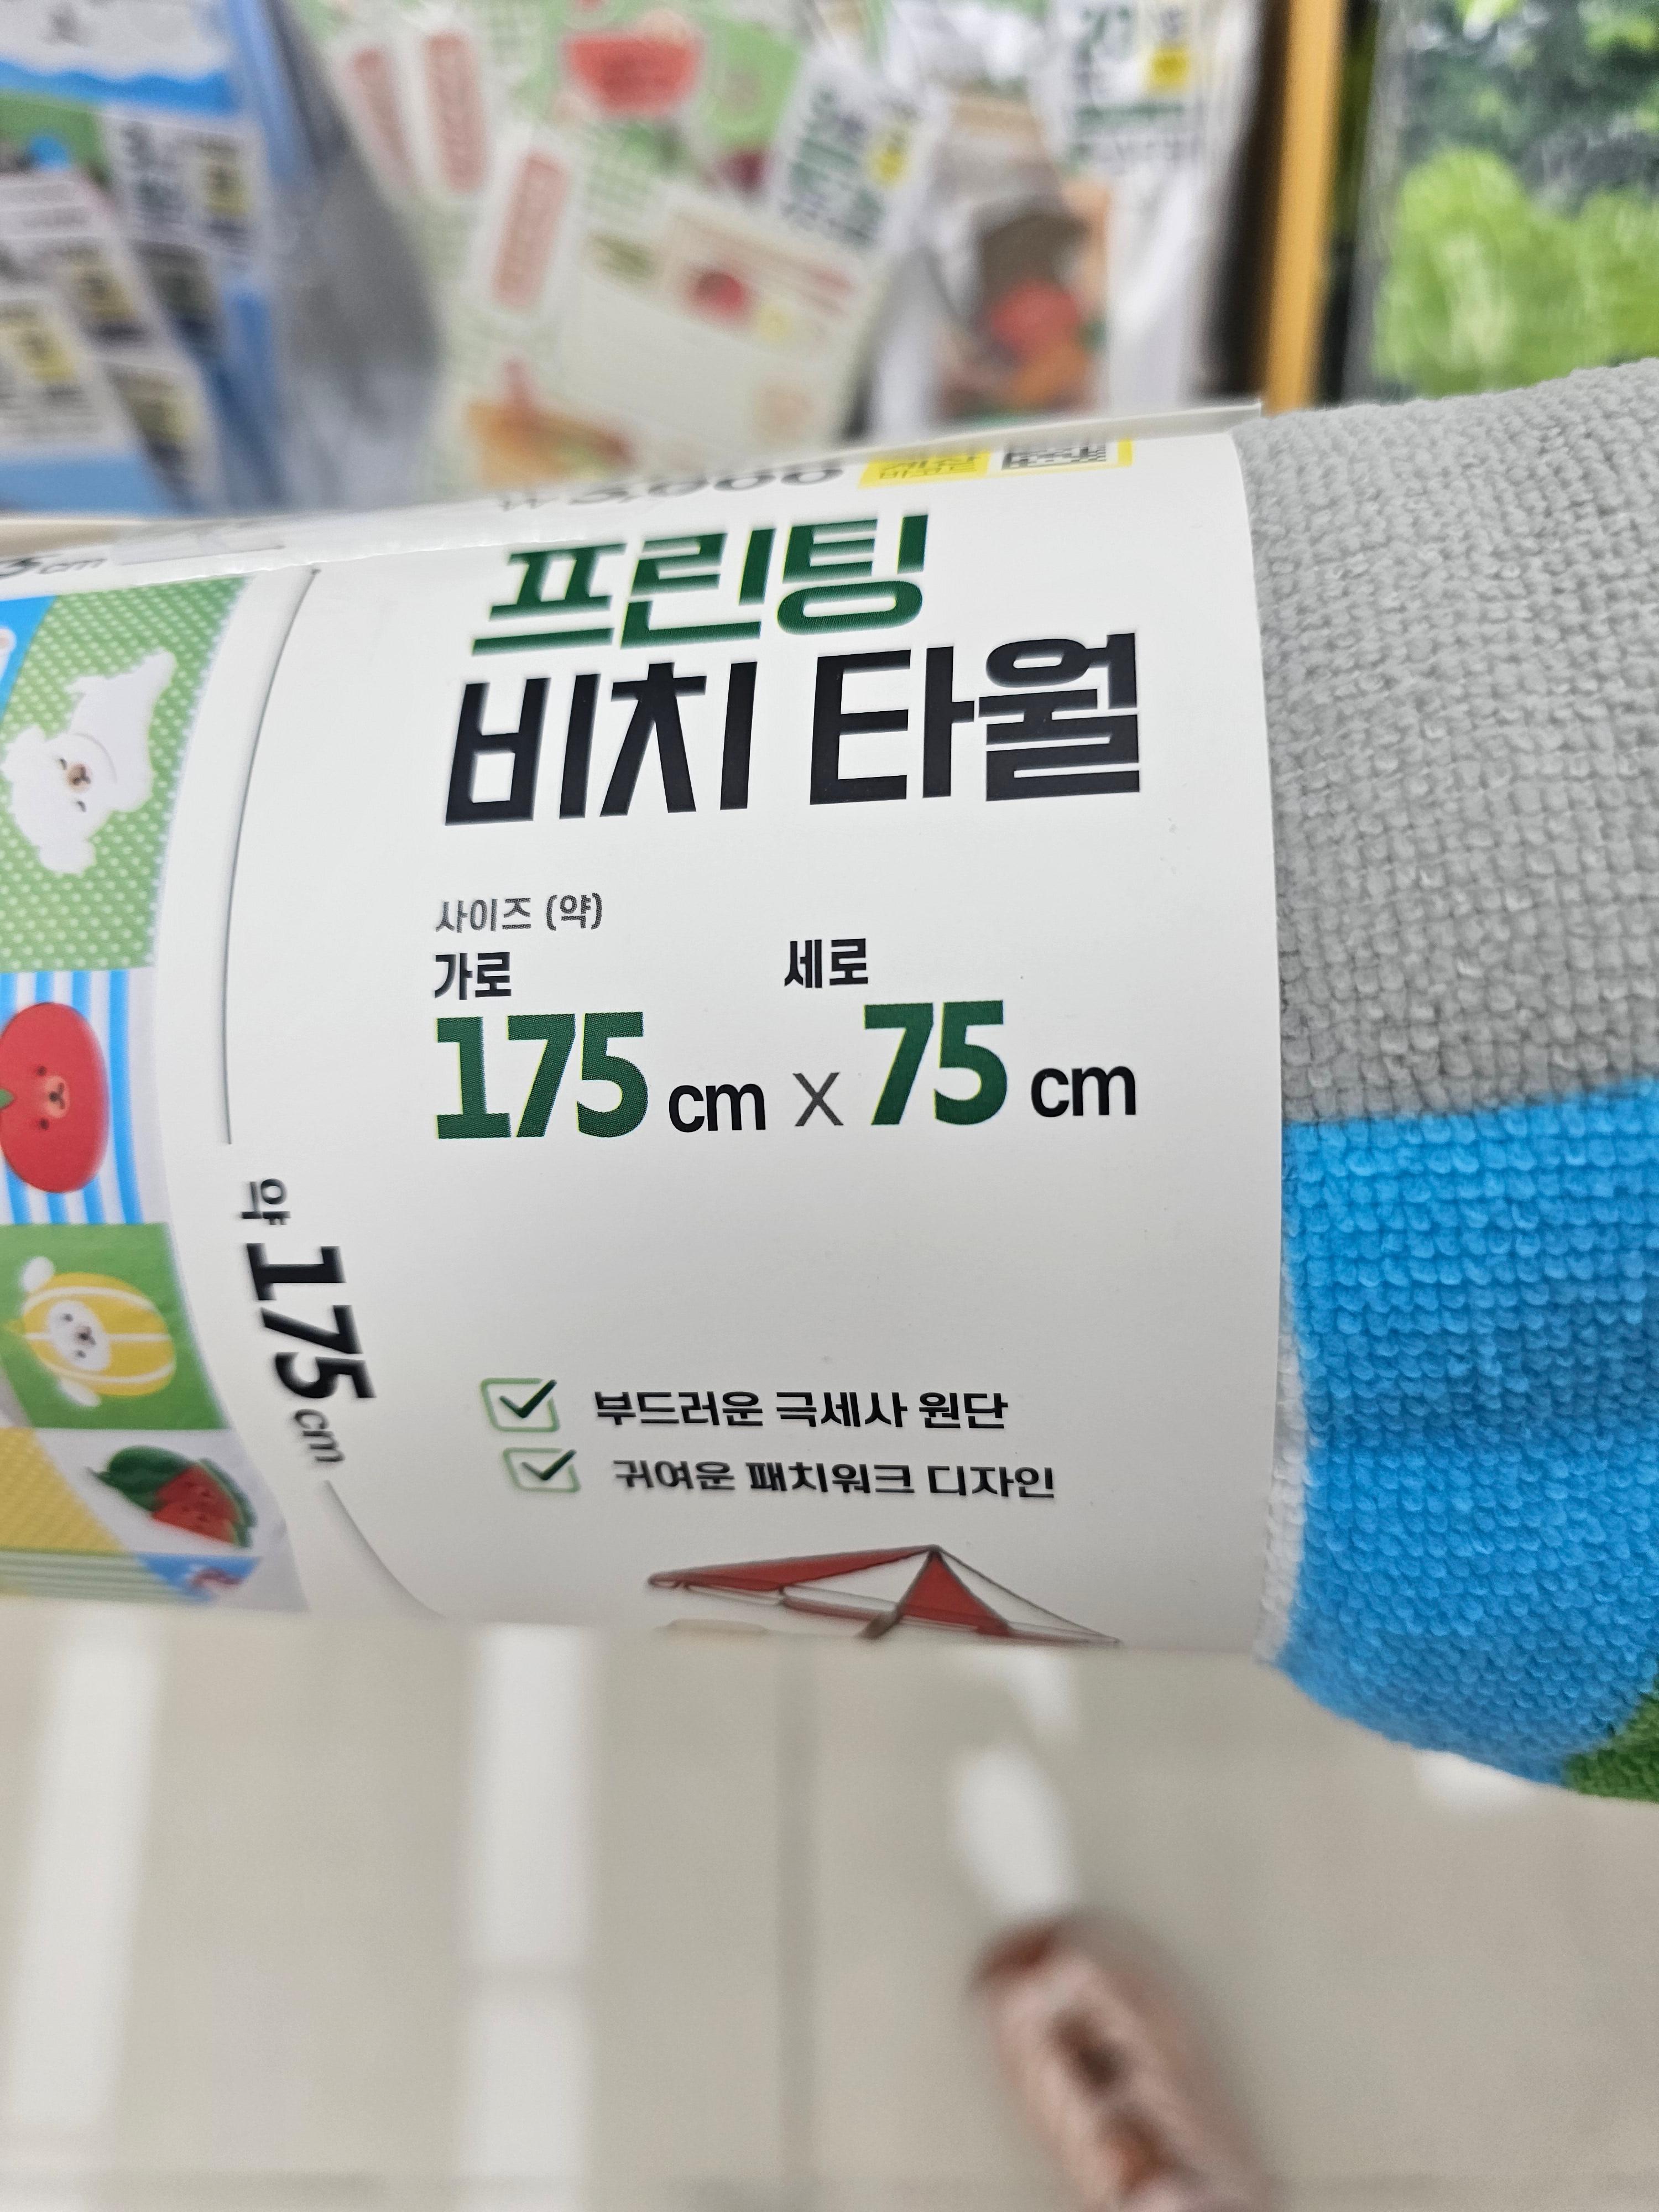 프린팅
비치 타월
사이즈 (약)
가로 세로
175 cm x 75 cm
약 175 cm
부드러운 극세사 원단
귀여운 패치워크 디자인